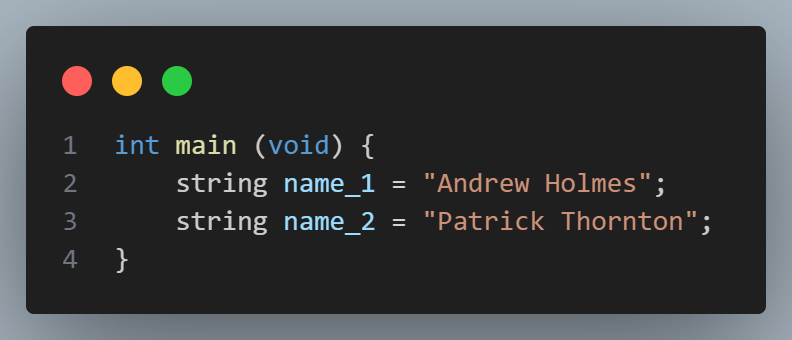 1 int main (void) {
2     string name_1 = "Andrew Holmes";
3     string name_2 = "Patrick Thornton";
4 }